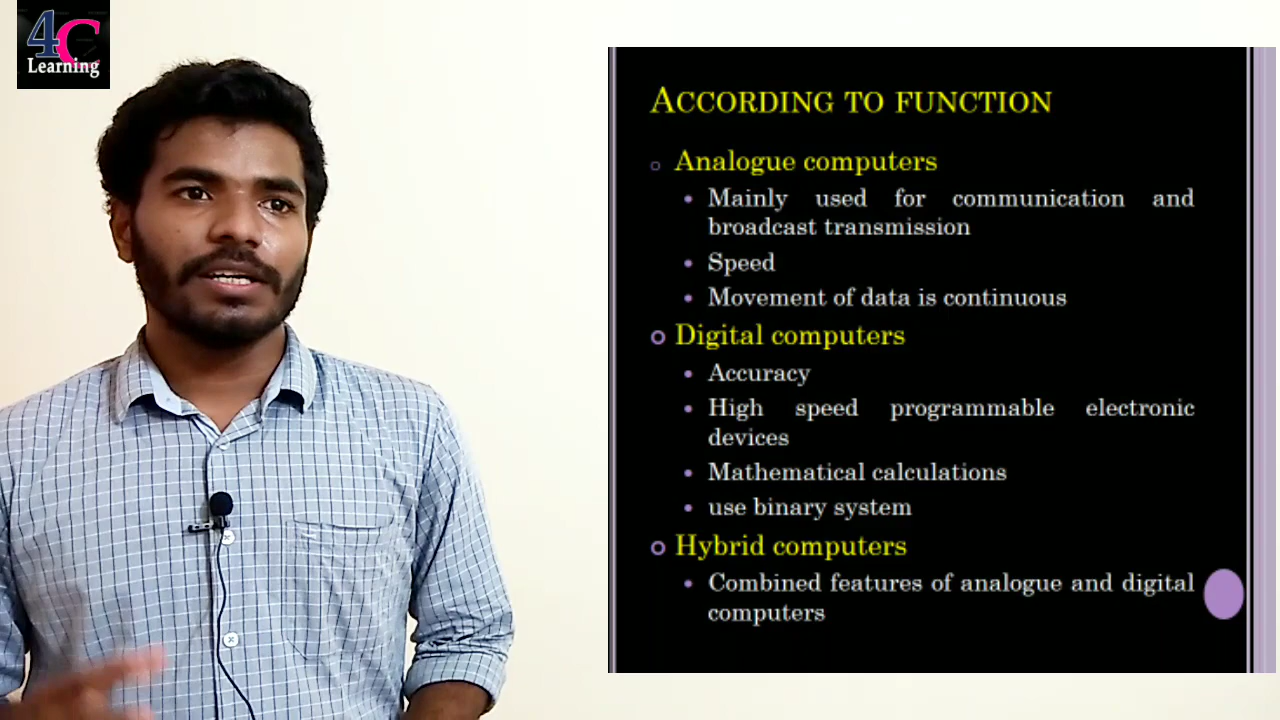 4C
Learning
ACCORDING TO FUNCTION
Analogue computers
Mainly used for communication and
broadcast transmission
Speed
Movement of data is continuous
Digital computers
Accuracy
High speed programmable electronic
devices
Mathematical calculations
use binary system
Hybrid computers
Combined features of analogue and digital
computers